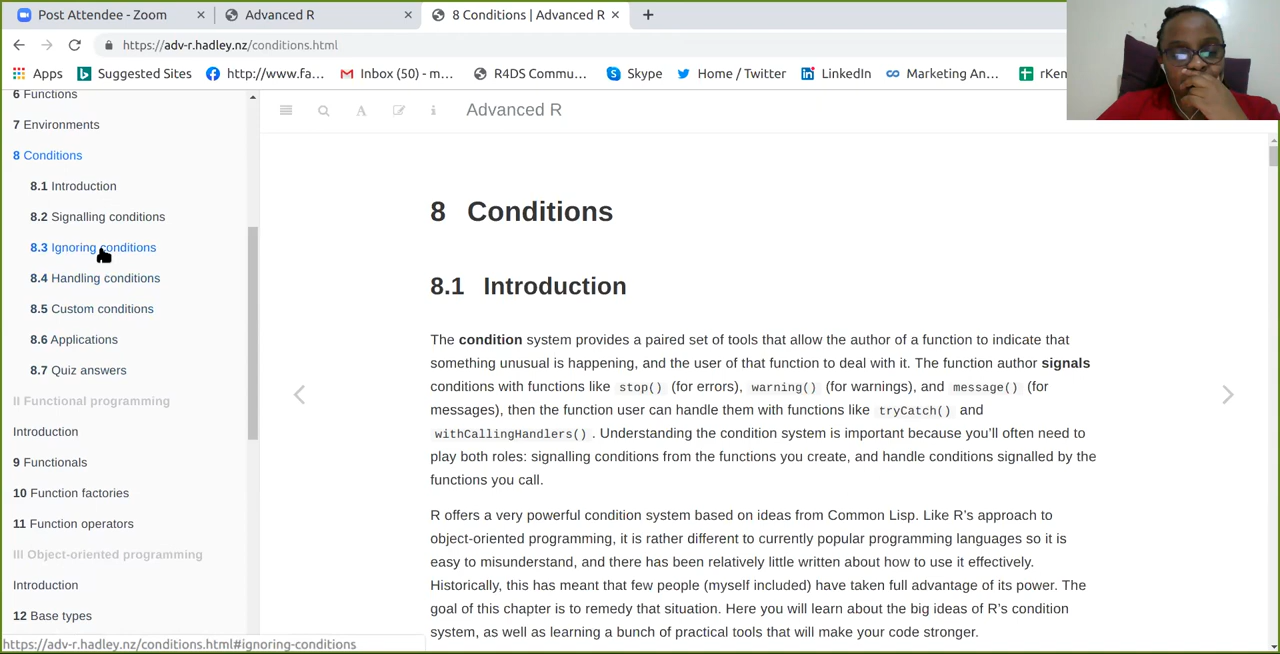 Post Attendee - Zoom
Advanced R
8 Conditions | Advanced R
https://adv-r.hadley.nz/conditions.html
Apps
Suggested Sites
http://www.fa...
Inbox (50) - m...
R4DS Commu...
Skype
Home / Twitter
LinkedIn
Marketing An...
rKen
6 Functions
7 Environments
8 Conditions
8.1 Introduction
8.2 Signalling conditions
8.3 Ignoring conditions
8.4 Handling conditions
8.5 Custom conditions
8.6 Applications
8.7 Quiz answers
II Functional programming
Introduction
9 Functionals
10 Function factories
11 Function operators
III Object-oriented programming
Introduction
12 Base types
https://adv-r.hadley.nz/conditions.html#ignoring-conditions
Advanced R
8 Conditions
8.1 Introduction
The condition system provides a paired set of tools that allow the author of a function to indicate that
something unusual is happening, and the user of that function to deal with it. The function author signals
conditions with functions like stop() (for errors), warning() (for warnings), and message() (for
messages), then the function user can handle them with functions like tryCatch() and
withCallingHandlers() . Understanding the condition system is important because you’ll often need to
play both roles: signalling conditions from the functions you create, and handle conditions signalled by the
functions you call.
R offers a very powerful condition system based on ideas from Common Lisp. Like R’s approach to
object-oriented programming, it is rather different to currently popular programming languages so it is
easy to misunderstand, and there has been relatively little written about how to use it effectively.
Historically, this has meant that few people (myself included) have taken full advantage of its power. The
goal of this chapter is to remedy that situation. Here you will learn about the big ideas of R’s condition
system, as well as learning a bunch of practical tools that will make your code stronger.